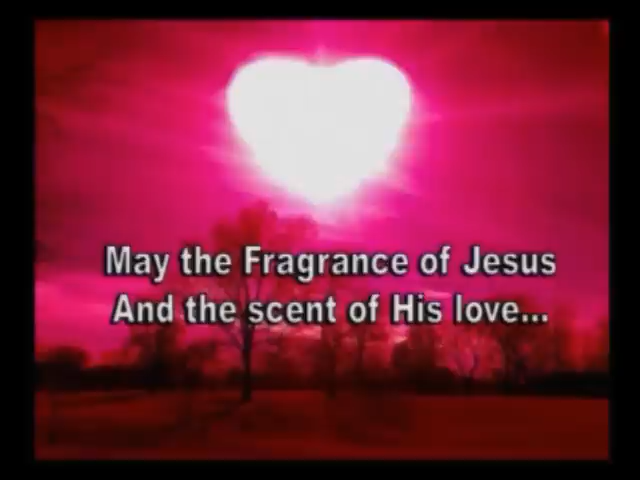 May the Fragrance of Jesus
And the scent of His love...